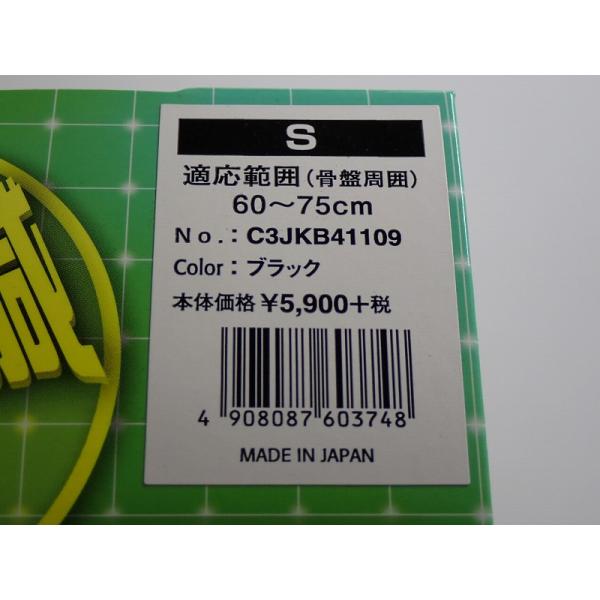 S
適応範囲(骨盤周囲)
60～75cm
No.：C3JKB41109
Color：ブラック
本体価格 ¥5,900+税
4 908087 603748
MADE IN JAPAN